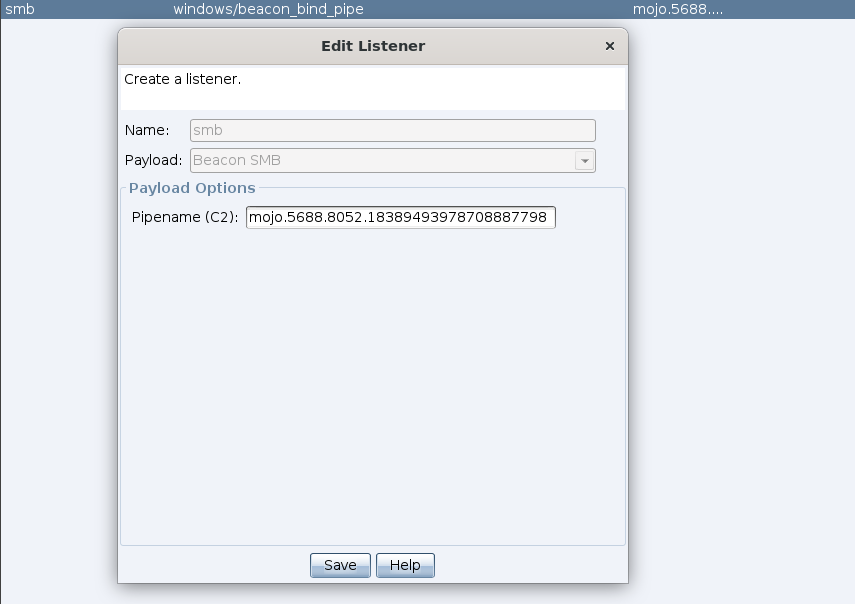 smb windows/beacon_bind_pipe mojo.5688....
Edit Listener ×
Create a listener.
Name: smb
Payload: Beacon SMB
Payload Options
Pipename (C2): mojo.5688.8052.18389493978708887798
Save Help